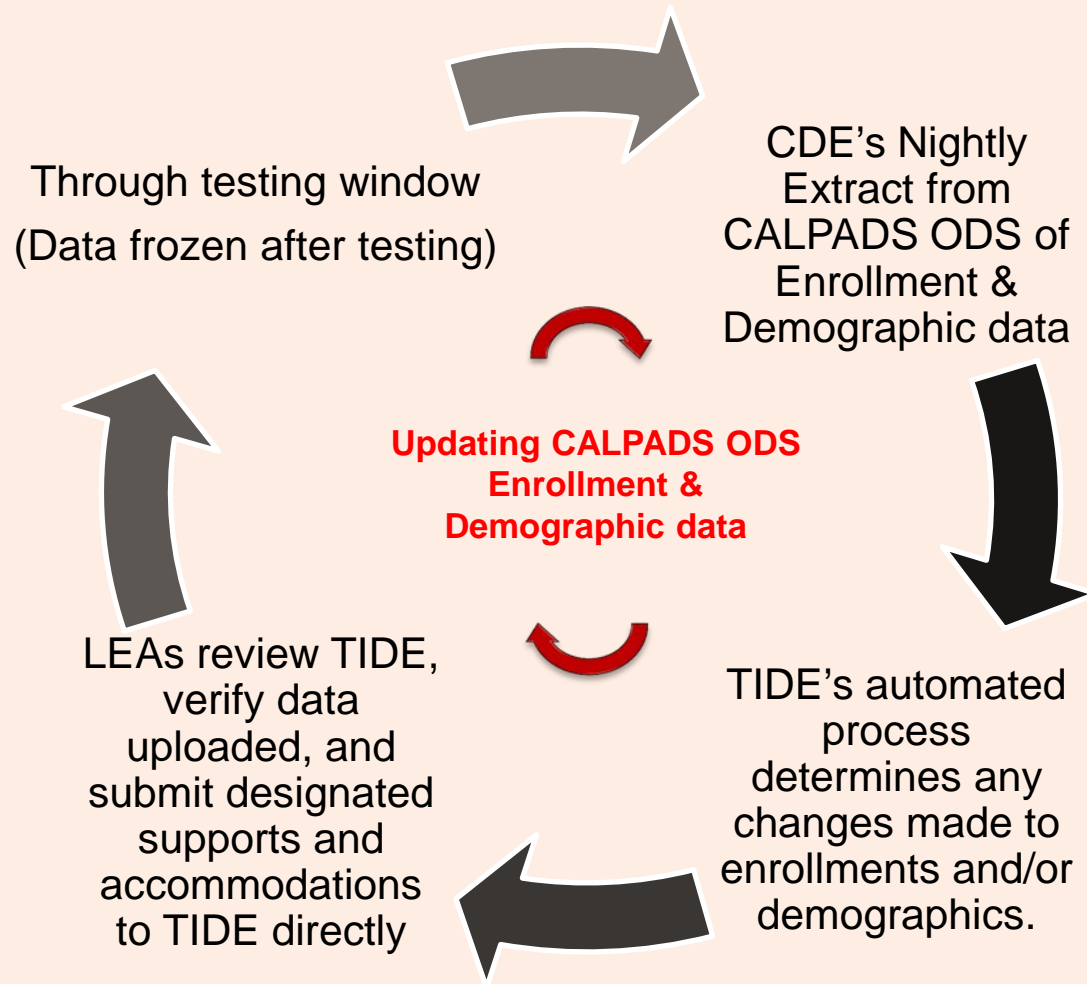 Through testing window
(Data frozen after testing)
CDE’s Nightly
Extract from
CALPADS ODS of
Enrollment &
Demographic data
Updating CALPADS ODS
Enrollment &
Demographic data
TIDE’s automated
process
determines any
changes made to
enrollments and/or
demographics.
LEAs review TIDE,
verify data
uploaded, and
submit designated
supports and
accommodations
to TIDE directly